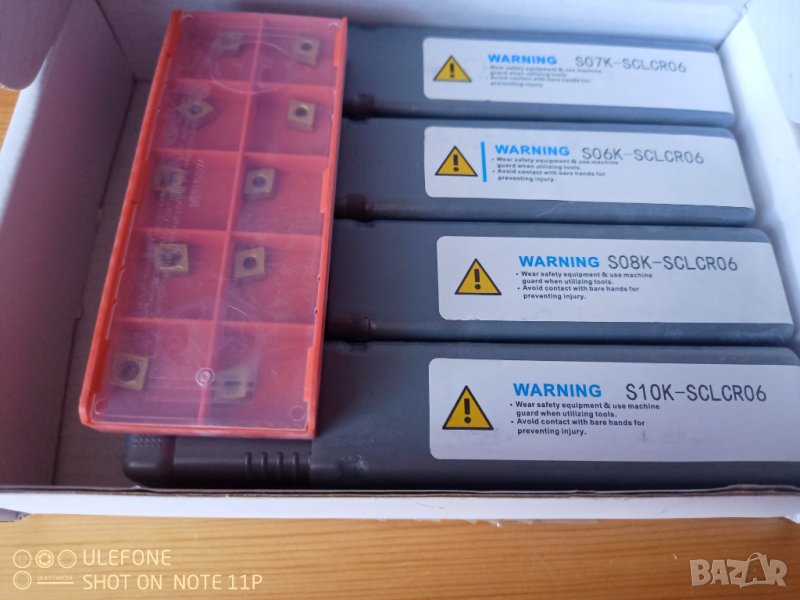 WARNING S07K-SCLCR06
• Wear safety equipment & use machine
guard when utilizing tools.
• Avoid contact with bare hands for
preventing injury.
WARNING S06K-SCLCR06
• Wear safety equipment & use machine
guard when utilizing tools.
• Avoid contact with bare hands for
preventing injury.
WARNING S08K-SCLCR06
• Wear safety equipment & use machine
guard when utilizing tools.
• Avoid contact with bare hands for
preventing injury.
WARNING S10K-SCLCR06
• Wear safety equipment & use machine
guard when utilizing tools.
• Avoid contact with bare hands for
preventing injury.
ULEFONE
SHOT ON NOTE 11P
BAZAR